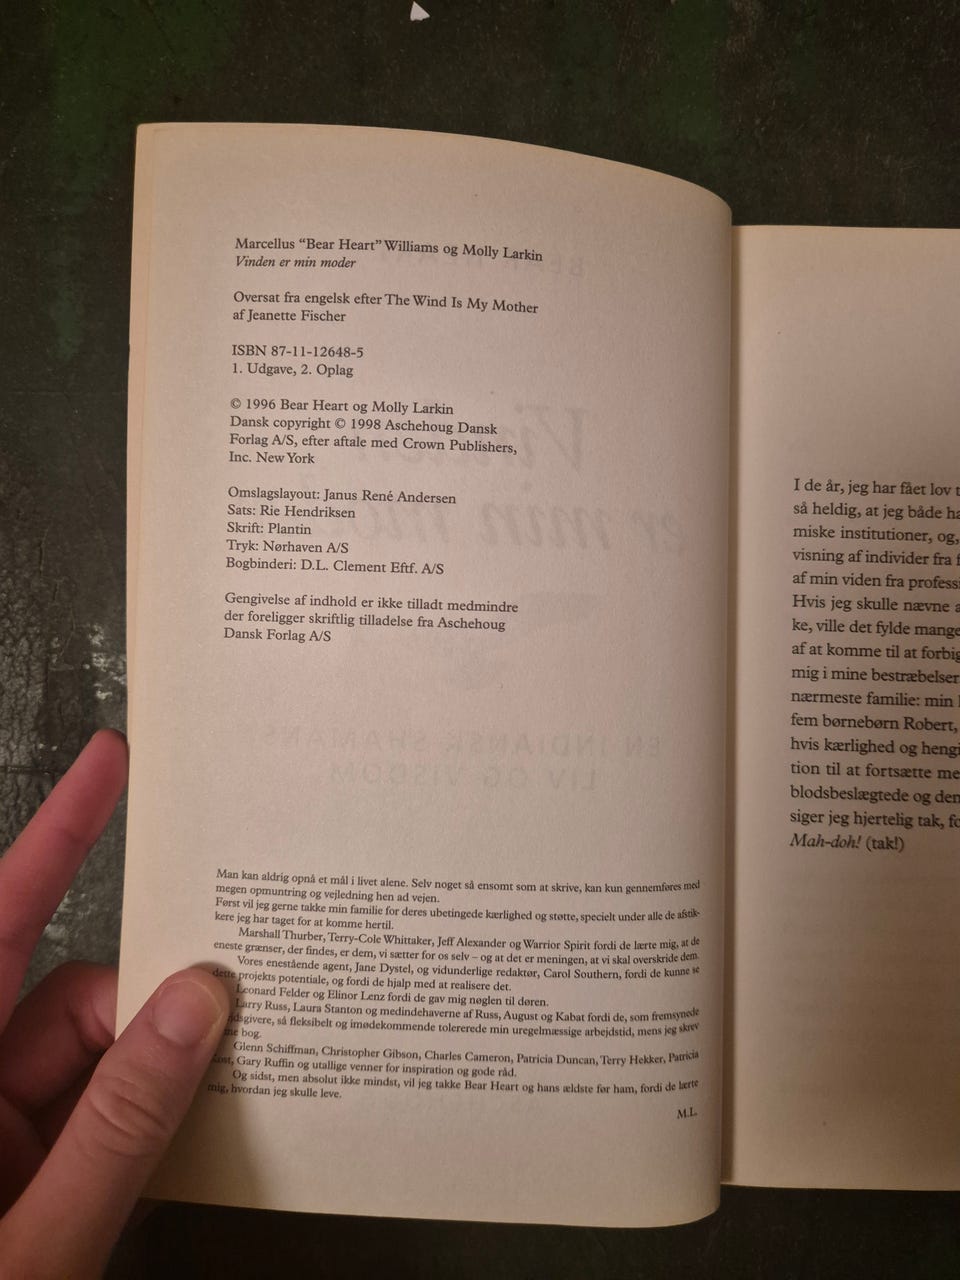 Marcellus “Bear Heart” Williams og Molly Larkin
Vinden er min moder
Oversat fra engelsk efter The Wind Is My Mother
af Jeanette Fischer
ISBN 87-11-12648-5
1. Udgave, 2. Oplag
© 1996 Bear Heart og Molly Larkin
Dansk copyright © 1998 Aschehoug Dansk
Forlag A/S, efter aftale med Crown Publishers,
Inc. New York
Omslagslayout: Janus René Andersen
Sats: Rie Hendriksen
Skrift: Plantin
Tryk: Nørhaven A/S
Bogbinderi: D.L. Clement Eftf. A/S
Gengivelse af indhold er ikke tilladt medmindre
der foreligger skriftlig tilladelse fra Aschehoug
Dansk Forlag A/S
Man kan aldrig opnå et mål i livet alene. Selv noget så ensomt som at skrive, kan kun gennemføres med
megen opmuntring og vejledning hen ad vejen.
Først vil jeg gerne takke min familie for deres ubetingede kærlighed og støtte, specielt under alle de afstik-
kere jeg har taget for at komme hertil.
Marshall Thurber, Terry-Cole Whittaker, Jeff Alexander og Warrior Spirit fordi de lærte mig, at de
eneste grænser, der findes, er dem, vi sætter for os selv – og at det er meningen, at vi skal overskride dem.
Vores enestående agent, Jane Dystel, og vidunderlige redaktør, Carol Southern, fordi de kunne se
dette projekts potentiale, og fordi de hjalp med at realisere det.
Leonard Felder og Elinor Lenz fordi de gav mig nøglen til døren.
Larry Russ, Laura Stanton og medindehaverne af Russ, August og Kabat fordi de, som fremsynede
så fleksibelt og imødekommende tolererede min uregelmæssige arbejdstid, mens jeg skrev
bog.
Glenn Schiffman, Christopher Gibson, Charles Cameron, Patricia Duncan, Terry Hekker, Patricia
Gary Ruffin og utallige venner for inspiration og gode råd.
Og sidst, men absolut ikke mindst, vil jeg takke Bear Heart og hans ældste før ham, fordi de lærte
mig, hvordan jeg skulle leve.
M.L.
I de år, jeg har fået lov
så heldig, at jeg både
miske institutioner, og,
visning af individer fra
af min viden fra
Hvis jeg skulle nævne
ke, ville det fylde mange
af at komme til at
mig i mine bestræbelser
nærmeste familie: min
fem børnebørn Robert,
hvis kærlighed og
tion til at fortsætte
blodsbeslægtede og
siger jeg hjertelig tak,
Mah-doh! (tak!)